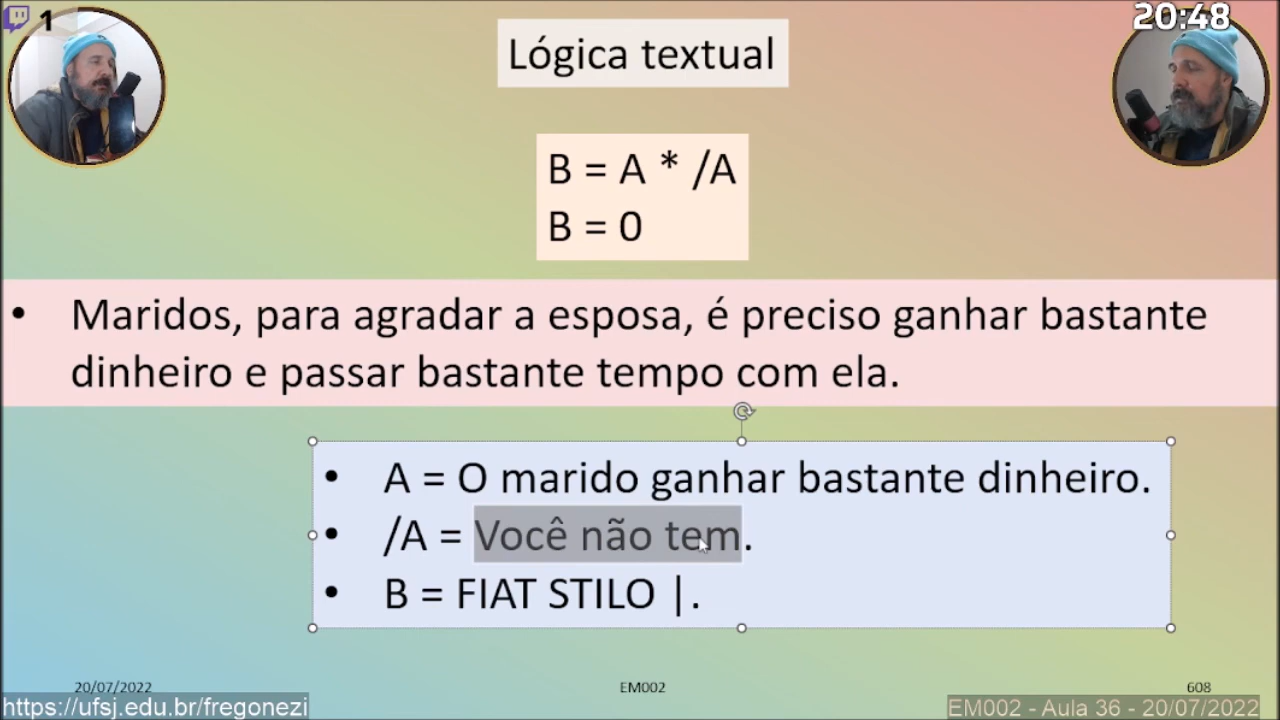 1
20:48
Lógica textual
B = A * /A
B = 0
• Maridos, para agradar a esposa, é preciso ganhar bastante
dinheiro e passar bastante tempo com ela.
• A = O marido ganhar bastante dinheiro.
• /A = Você não tem.
• B = FIAT STILO |.
20/07/2022
EM002
608
https://ufsj.edu.br/fregonezi
EM002 - Aula 36 - 20/07/2022